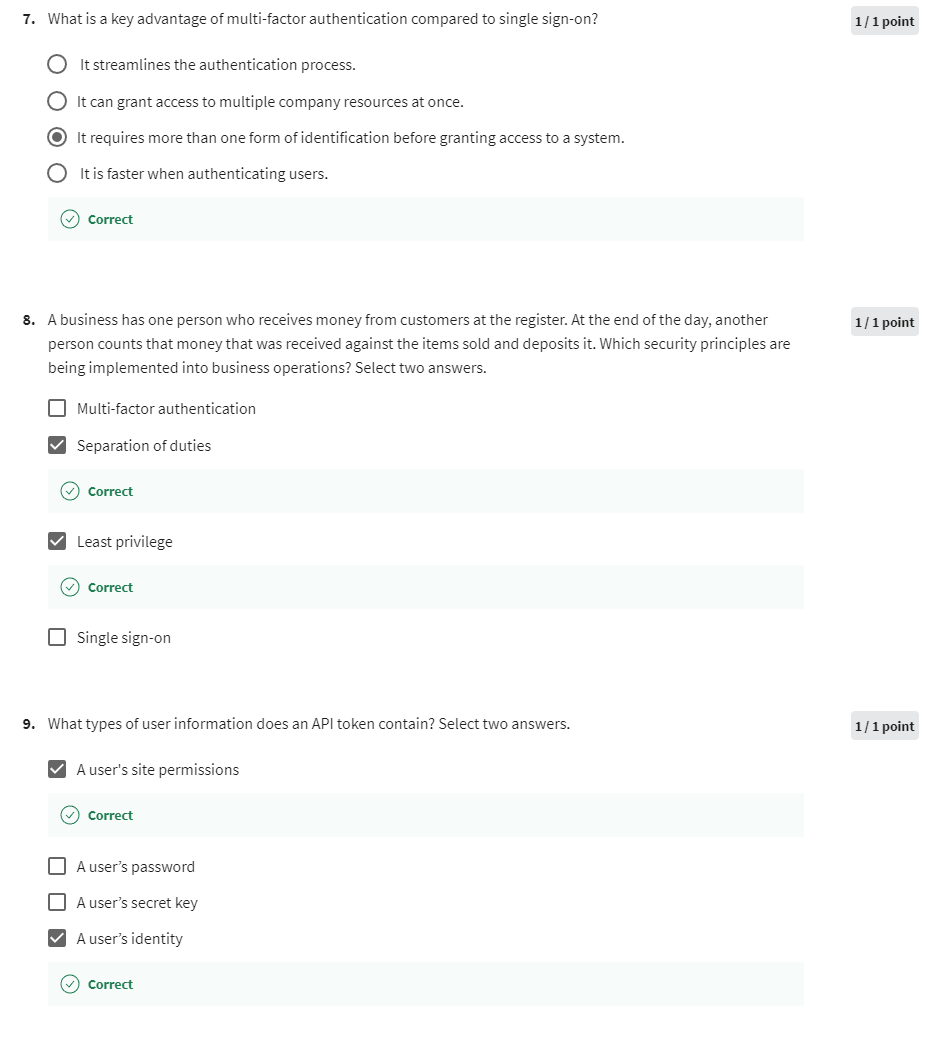 7. What is a key advantage of multi-factor authentication compared to single sign-on?
1 / 1 point
It streamlines the authentication process.
It can grant access to multiple company resources at once.
It requires more than one form of identification before granting access to a system.
It is faster when authenticating users.
Correct
8. A business has one person who receives money from customers at the register. At the end of the day, another
1 / 1 point
person counts that money that was received against the items sold and deposits it. Which security principles are
being implemented into business operations? Select two answers.
Multi-factor authentication
Separation of duties
Correct
Least privilege
Correct
Single sign-on
9. What types of user information does an API token contain? Select two answers.
1 / 1 point
A user's site permissions
Correct
A user’s password
A user’s secret key
A user’s identity
Correct